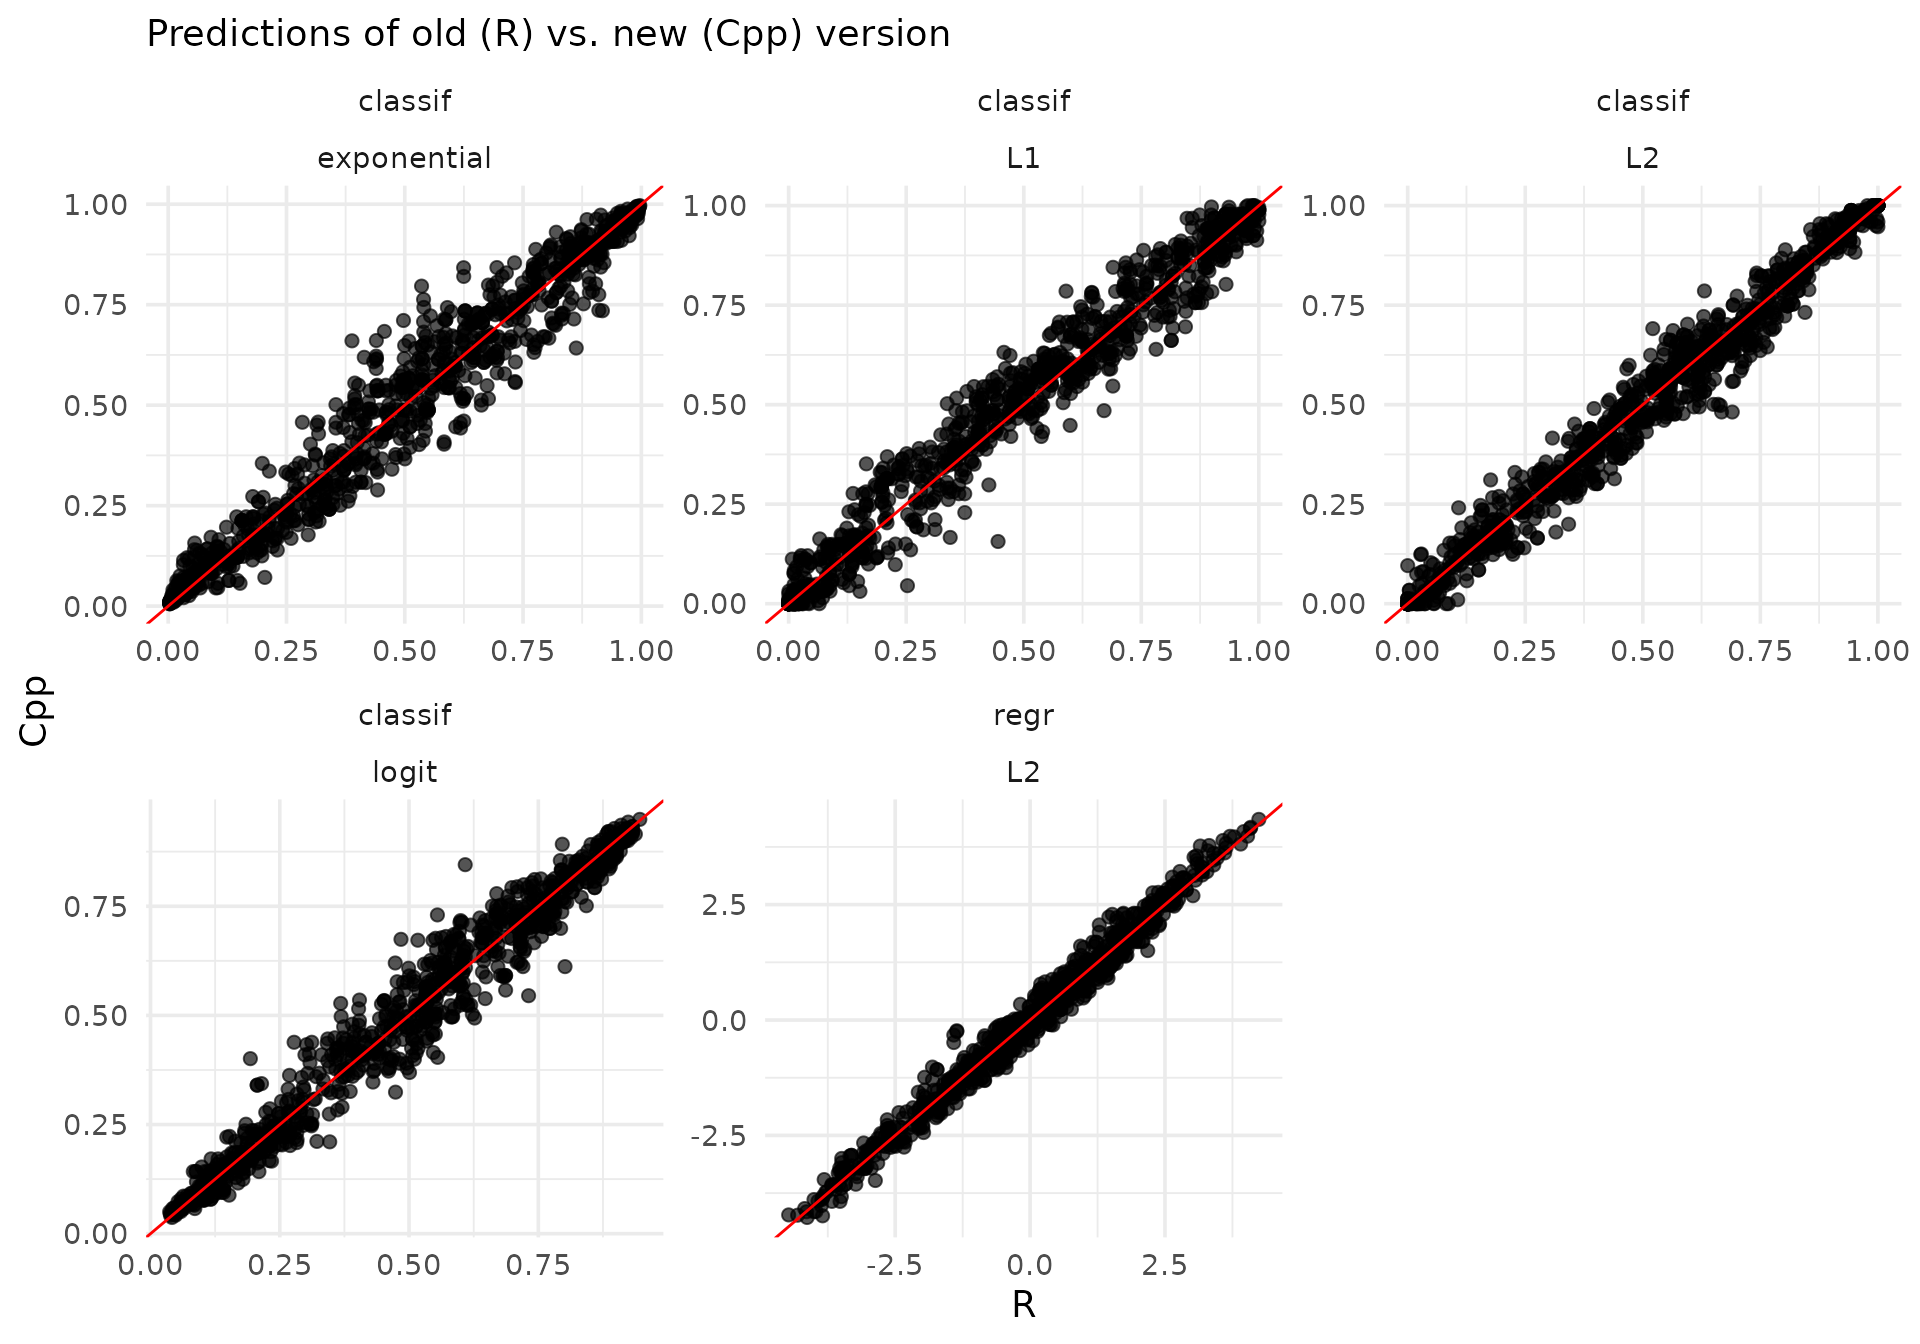 Predictions of old (R) vs. new (Cpp) version
classif classif classif
exponential L1 L2
1.00 1.00 1.00
0.75 0.75 0.75
0.50 0.50 0.50
0.25 0.25 0.25
0.00 0.00 0.00
0.00 0.25 0.50 0.75 1.00 0.00 0.25 0.50 0.75 1.00 0.00 0.25 0.50 0.75 1.00
Cpp
classif regr
logit L2
0.75 2.5
0.50 0.0
0.25 -2.5
0.00
0.00 0.25 0.50 0.75 -2.5 0.0 2.5
R